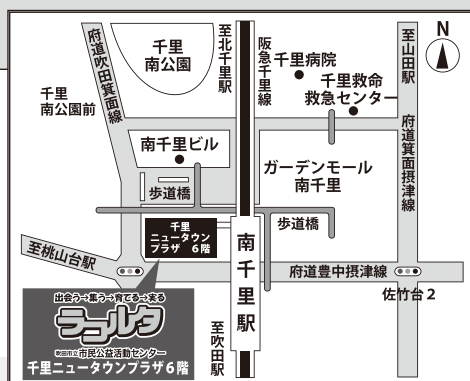 N
府道吹田箕面線
千里
南公園
至北千里駅
阪急千里線
千里病院
千里救命
救急センター
至山田駅
府道箕面摂津線
千里
南公園前
南千里ビル
ガーデンモール
南千里
歩道橋
歩道橋
千里
ニュータウン
プラザ 6階
至桃山台駅
南千里駅
府道豊中摂津線
佐竹台2
出会う→集う→育てる→実る
ラコルタ
吹田市立市民公益活動センター
千里ニュータウンプラザ6階
至吹田駅